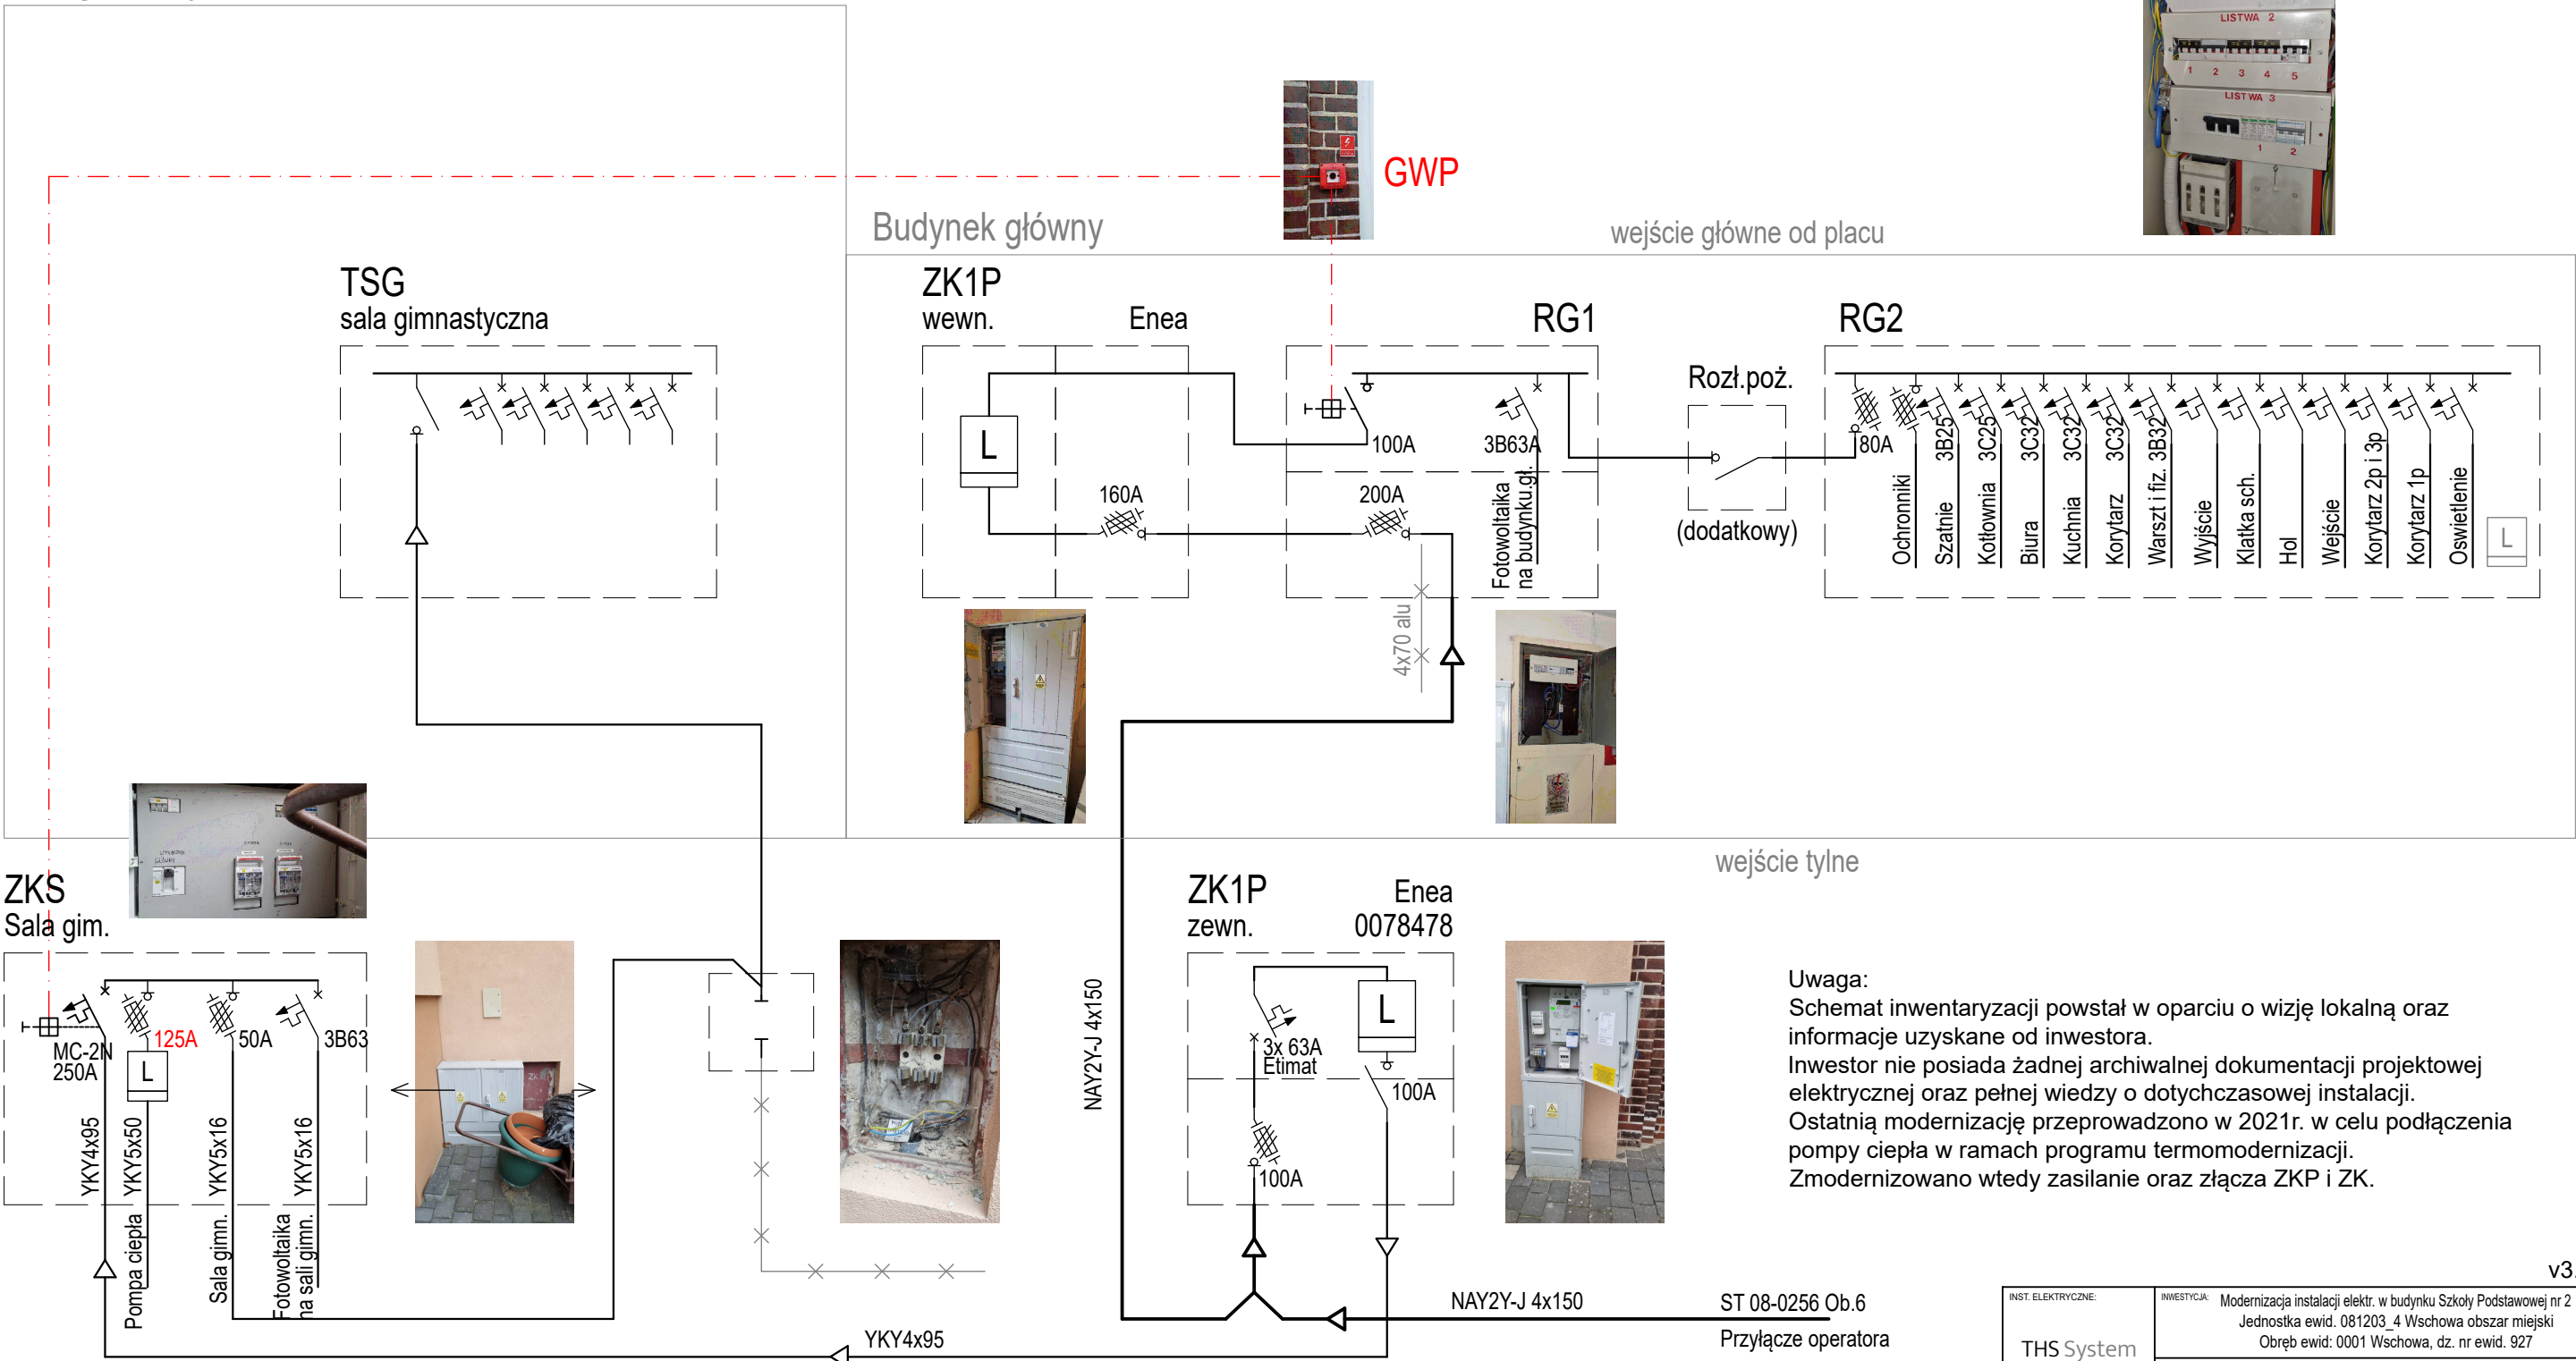 LISTWA 2
1 2 3 4 5
LISTWA 3
1 2
GWP
Budynek główny
wejście główne od placu
TSG
sala gimnastyczna
ZK1P
wewn.
Enea
L
160A
RG1
100A
3B63A
200A
Fotowoltaika
na budynku.gł.
4x70 alu
Rozł.poż.
(dodatkowy)
RG2
80A
Ochronniki
Szatnie 3B25
Kotłownia 3C25
Biura 3C32
Kuchnia 3C32
Korytarz 3C32
Warszt i fiz. 3B32
Wyjście
Klatka sch.
Hol
Wejście
Korytarz 2p i 3p
Korytarz 1p
Oswietlenie
L
wejście tylne
ZKS
Sala gim.
MC-2N
250A
125A
L
50A
3B63
YKY4x95
YKY5x50
YKY5x16
YKY5x16
Pompa ciepła
Sala gimn.
Fotowoltaika
na sali gimn.
NAY2Y-J 4x150
ZK1P
zewn.
Enea
0078478
L
3x 63A
Etimat
100A
100A
Uwaga:
Schemat inwentaryzacji powstał w oparciu o wizję lokalną oraz
informacje uzyskane od inwestora.
Inwestor nie posiada żadnej archiwalnej dokumentacji projektowej
elektrycznej oraz pełnej wiedzy o dotychczasowej instalacji.
Ostatnią modernizację przeprowadzono w 2021r. w celu podłączenia
pompy ciepła w ramach programu termomodernizacji.
Zmodernizowano wtedy zasilanie oraz złącza ZKP i ZK.
NAY2Y-J 4x150
ST 08-0256 Ob.6
Przyłącze operatora
YKY4x95
v3.
INST. ELEKTRYCZNE:
THS System
INWESTYCJA: Modernizacja instalacji elektr. w budynku Szkoły Podstawowej nr 2
Jednostka ewid. 081203_4 Wschowa obszar miejski
Obręb ewid: 0001 Wschowa, dz. nr ewid. 927